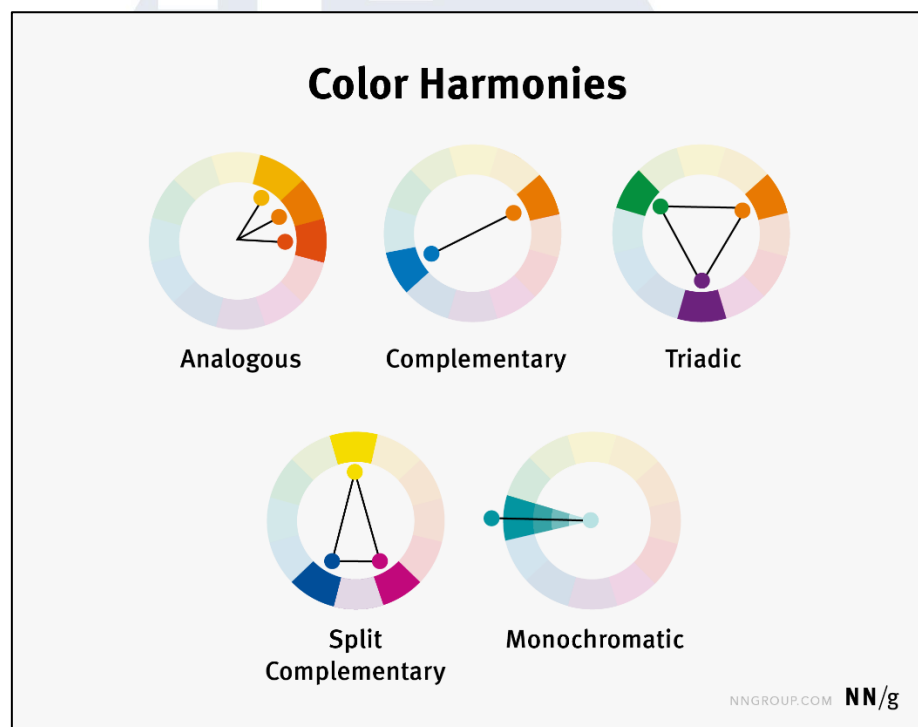 Color Harmonies
Analogous
Complementary
Triadic
Split
Complementary
Monochromatic
NNGROUP.COM NN/g